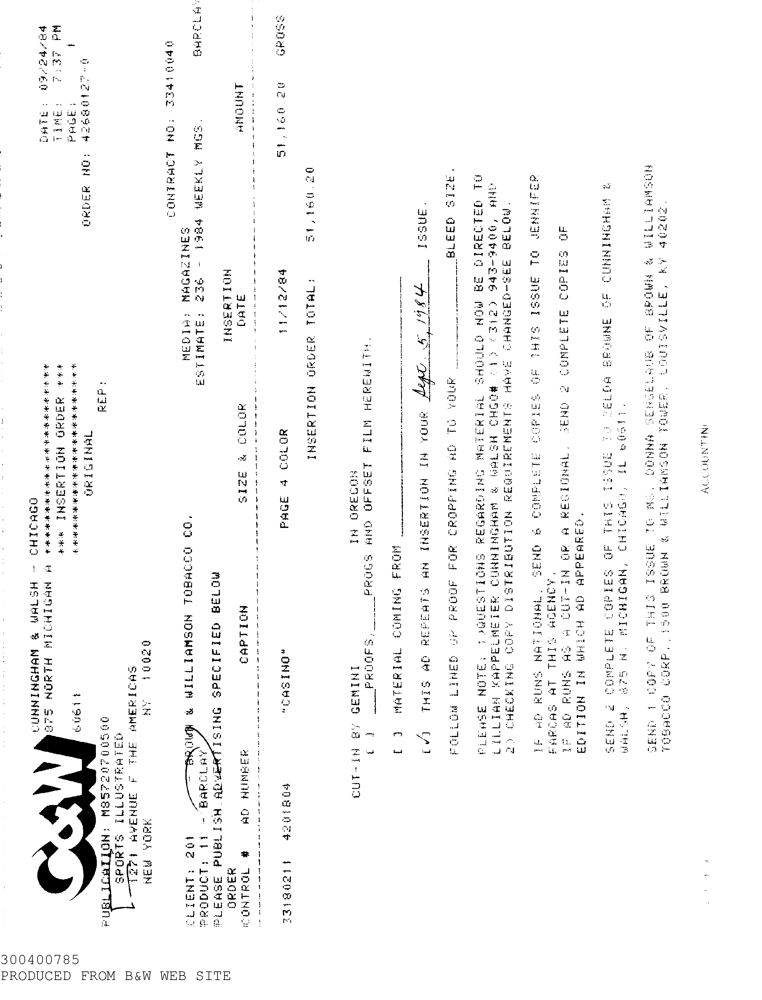 C&W
CUNNINGHAM & WALSH - CHICAGO
875 NORTH MICHIGAN A
60611
************************
*** INSERTION ORDER ***
************************
ORIGINAL
REP:
DATE: 09/24/84
TIME: 7:37 PM
PAGE: 1
ORDER NO: 42680127-0
PUBLICATION: M85720700500
SPORTS ILLUSTRATED
1271 AVENUE F THE AMERICAS
NEW YORK NY 10020
CONTRACT NO: 33410040
CLIENT: 201 - BROWN & WILLIAMSON TOBACCO CO. MEDIA: MAGAZINES
PRODUCT: 11 - BARCLAY ESTIMATE: 236 - 1984 WEEKLY MGS. BARCLAY
PLEASE PUBLISH ADVERTISING SPECIFIED BELOW
ORDER INSERTION
CONTROL # AD NUMBER CAPTION SIZE & COLOR DATE AMOUNT
33180211 4201B04 "CASINO" PAGE 4 COLOR 11/12/84 51,160.20 GROSS
INSERTION ORDER TOTAL: 51,160.20
CUT-IN BY GEMINI IN OREGON
[ ] ____PROOFS,____PROGS AND OFFSET FILM HEREWITH.
[ ] MATERIAL COMING FROM ____
[√] THIS AD REPEATS AN INSERTION IN YOUR Sept. 5, 1984 ISSUE.
FOLLOW LINED UP PROOF FOR CROPPING AD TO YOUR ____ BLEED SIZE.
PLEASE NOTE: 1)QUESTIONS REGARDING MATERIAL SHOULD NOW BE DIRECTED TO
LILLIAN KAPPELMEIER CUNNINGHAM & WALSH CHGO# (1) (312) 943-9400, AND
2) CHECKING COPY DISTRIBUTION REQUIREMENTS HAVE CHANGED-SEE BELOW.
IF AD RUNS NATIONAL, SEND 6 COMPLETE COPIES OF THIS ISSUE TO JENNIFER
FARCAS AT THIS AGENCY.
IF AD RUNS AS A CUT-IN OR A REGIONAL, SEND 2 COMPLETE COPIES OF
EDITION IN WHICH AD APPEARED.
SEND 2 COMPLETE COPIES OF THIS ISSUE TO ZELDA BROWNE OF CUNNINGHAM &
WALSH, 875 N. MICHIGAN, CHICAGO, IL 60611.
SEND 1 COPY OF THIS ISSUE TO MS. DONNA SENGELAUB OF BROWN & WILLIAMSON
TOBACCO CORP., 1500 BROWN & WILLIAMSON TOWER, LOUISVILLE, KY 40202.
ACCOUNTIN
300400785
PRODUCED FROM B&W WEB SITE